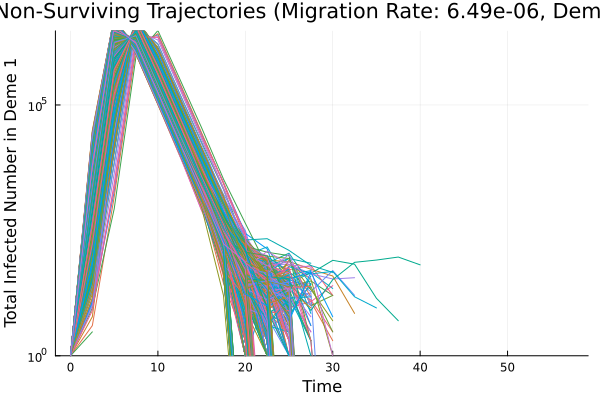 Non-Surviving Trajectories (Migration Rate: 6.49e-06, Dem
Total Infected Number in Deme 1
10^5
10^0
0 10 20 30 40 50
Time